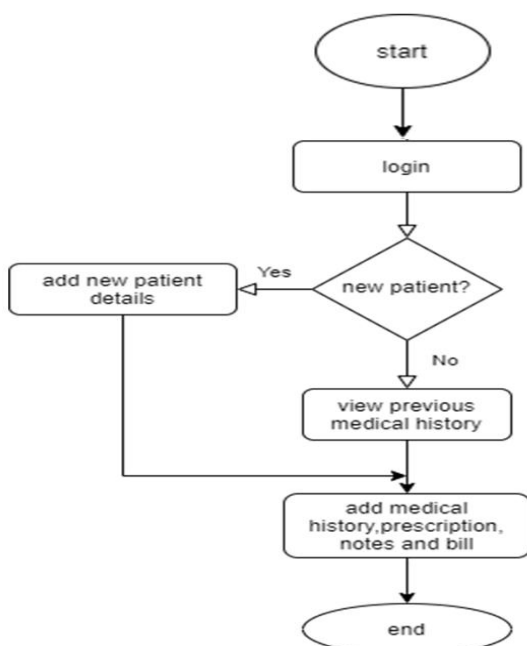 start
login
new patient?
Yes
add new patient
details
No
view previous
medical history
add medical
history,prescription,
notes and bill
end